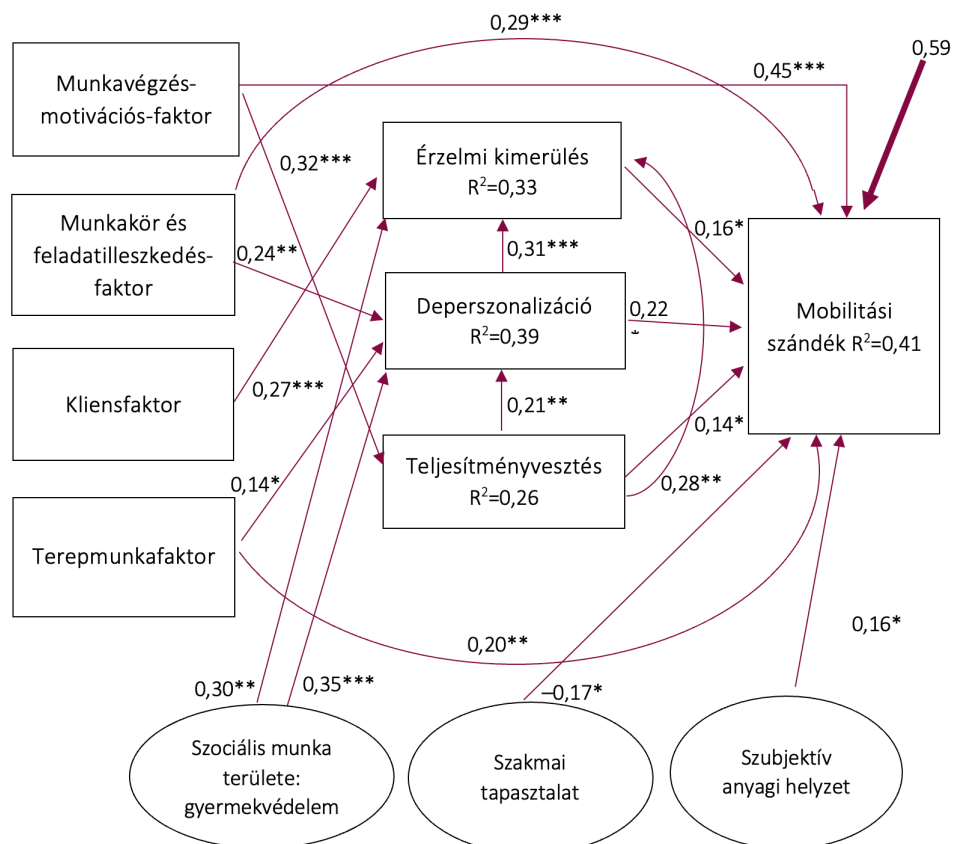 0,29***
0,59
Munkavégzés-
motivációs-faktor
0,45***
0,32***
Érzelmi kimerülés
R²=0,33
Munkakör és
feladatilleszkedés-
faktor
0,24**
0,16*
0,31***
Deperszonalizáció
R²=0,39
0,22
*
Mobilitási
szándék R²=0,41
Kliensfaktor
0,27***
0,21**
0,14*
Teljesítményvesztés
R²=0,26
0,28**
0,14*
Terepmunkafaktor
0,20**
0,16*
0,30**
0,35***
–0,17*
Szociális munka
területe:
gyermekvédelem
Szakmai
tapasztalat
Szubjektív
anyagi helyzet